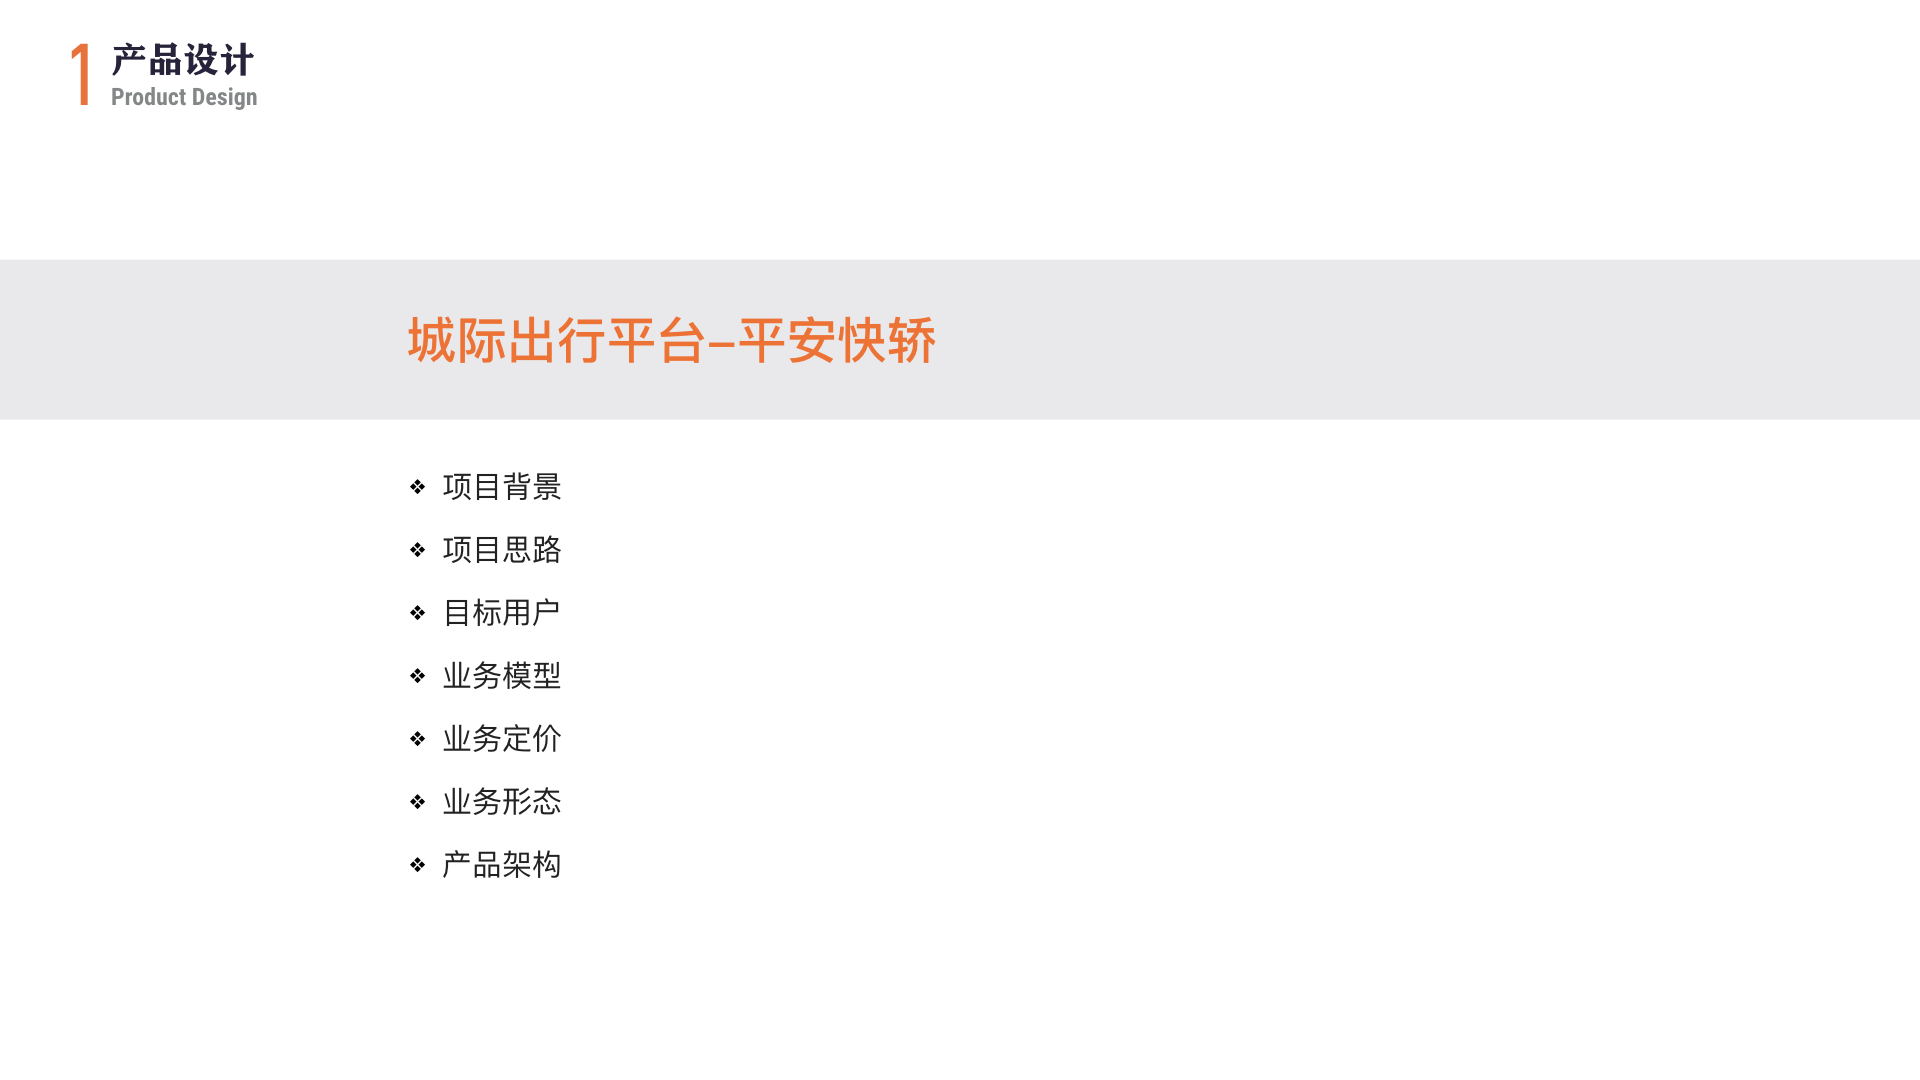 1
产品设计
Product Design
城际出行平台–平安快轿
❖ 项目背景
❖ 项目思路
❖ 目标用户
❖ 业务模型
❖ 业务定价
❖ 业务形态
❖ 产品架构